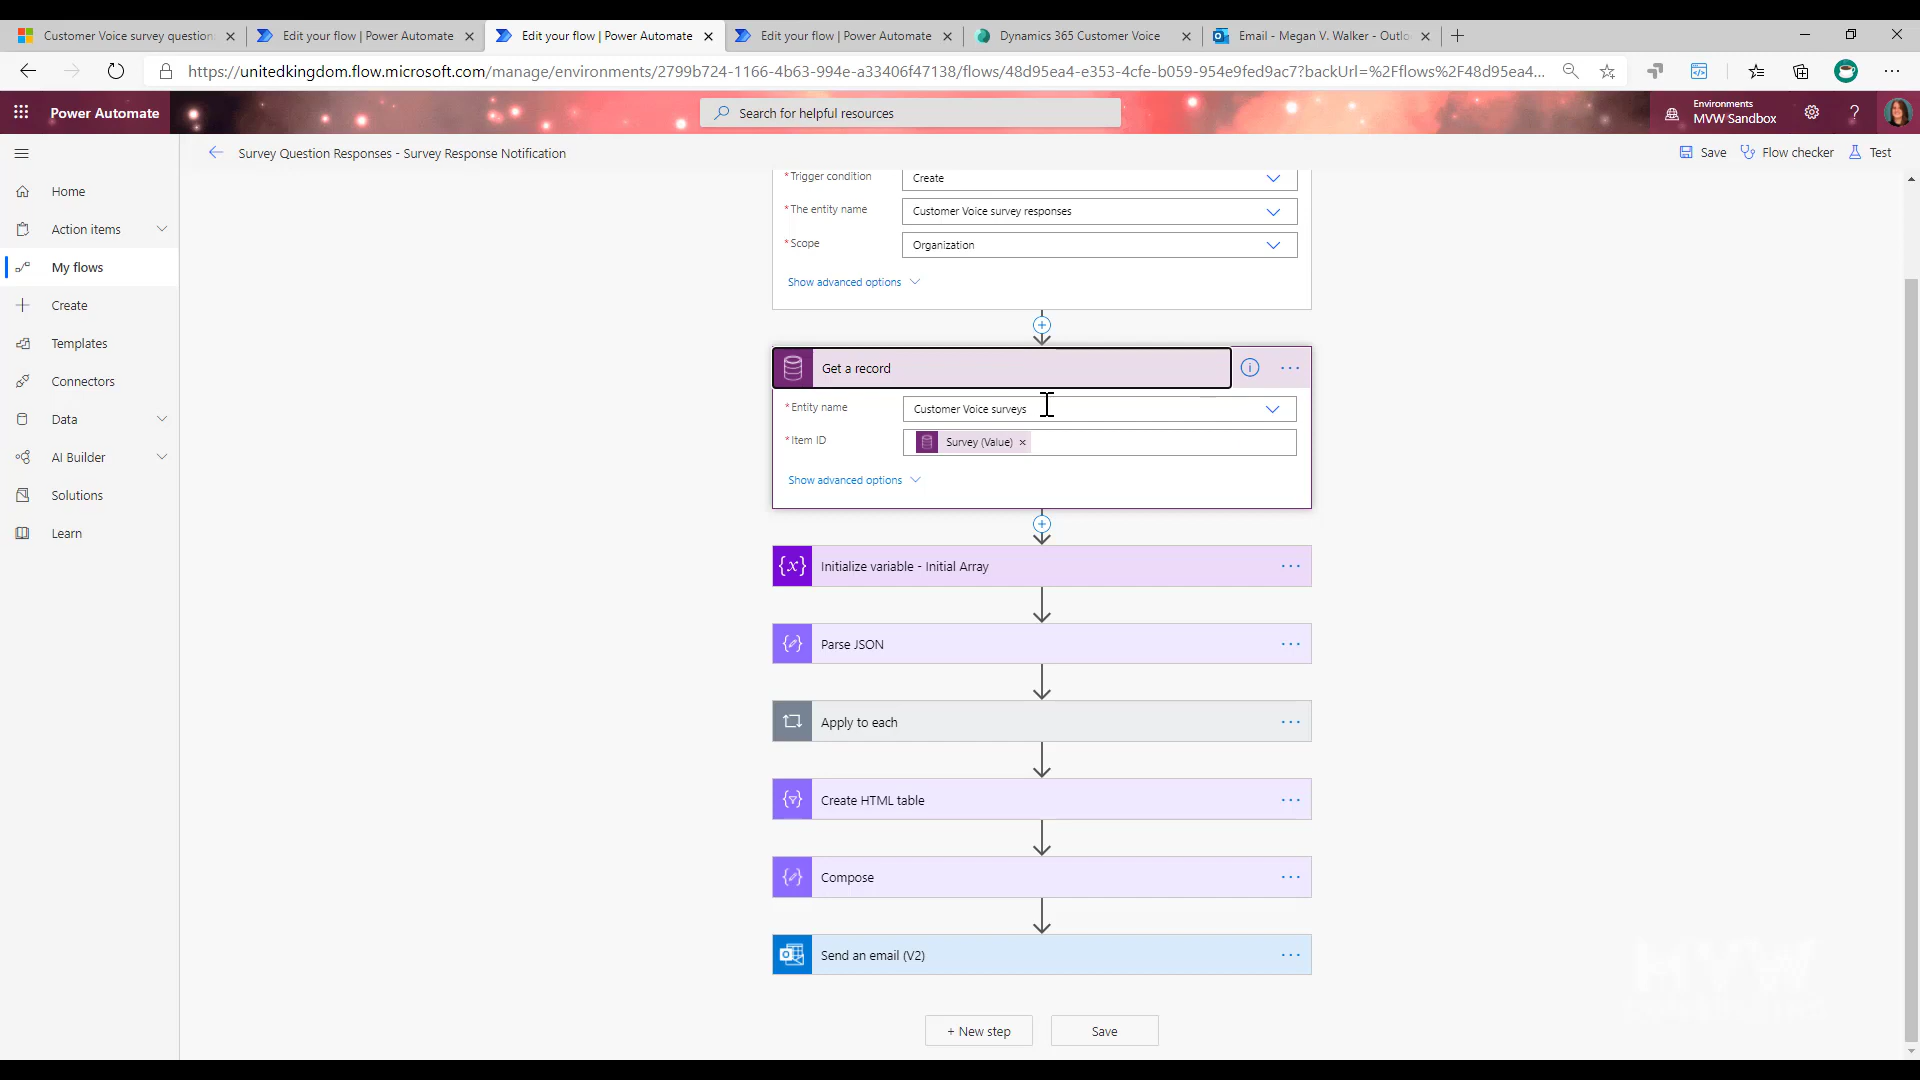 Customer Voice survey question
Edit your flow | Power Automate
Edit your flow | Power Automate
Edit your flow | Power Automate
Dynamics 365 Customer Voice
Email - Megan V. Walker - Outlo
https://unitedkingdom.flow.microsoft.com/manage/environments/2799b724-1166-4b63-994e-a33406f47138/flows/48d95ea4-e353-4cfe-b059-954e9fed9ac7?backUrl=%2Fflows%2F48d95ea4...
Power Automate
Search for helpful resources
Environments
MVW Sandbox
Survey Question Responses - Survey Response Notification
Save
Flow checker
Test
Home
Action items
My flows
Create
Templates
Connectors
Data
AI Builder
Solutions
Learn
* Trigger condition
Create
* The entity name
Customer Voice survey responses
* Scope
Organization
Show advanced options
Get a record
* Entity name
Customer Voice surveys
* Item ID
Survey (Value) ×
Show advanced options
Initialize variable - Initial Array
Parse JSON
Apply to each
Create HTML table
Compose
Send an email (V2)
+ New step
Save